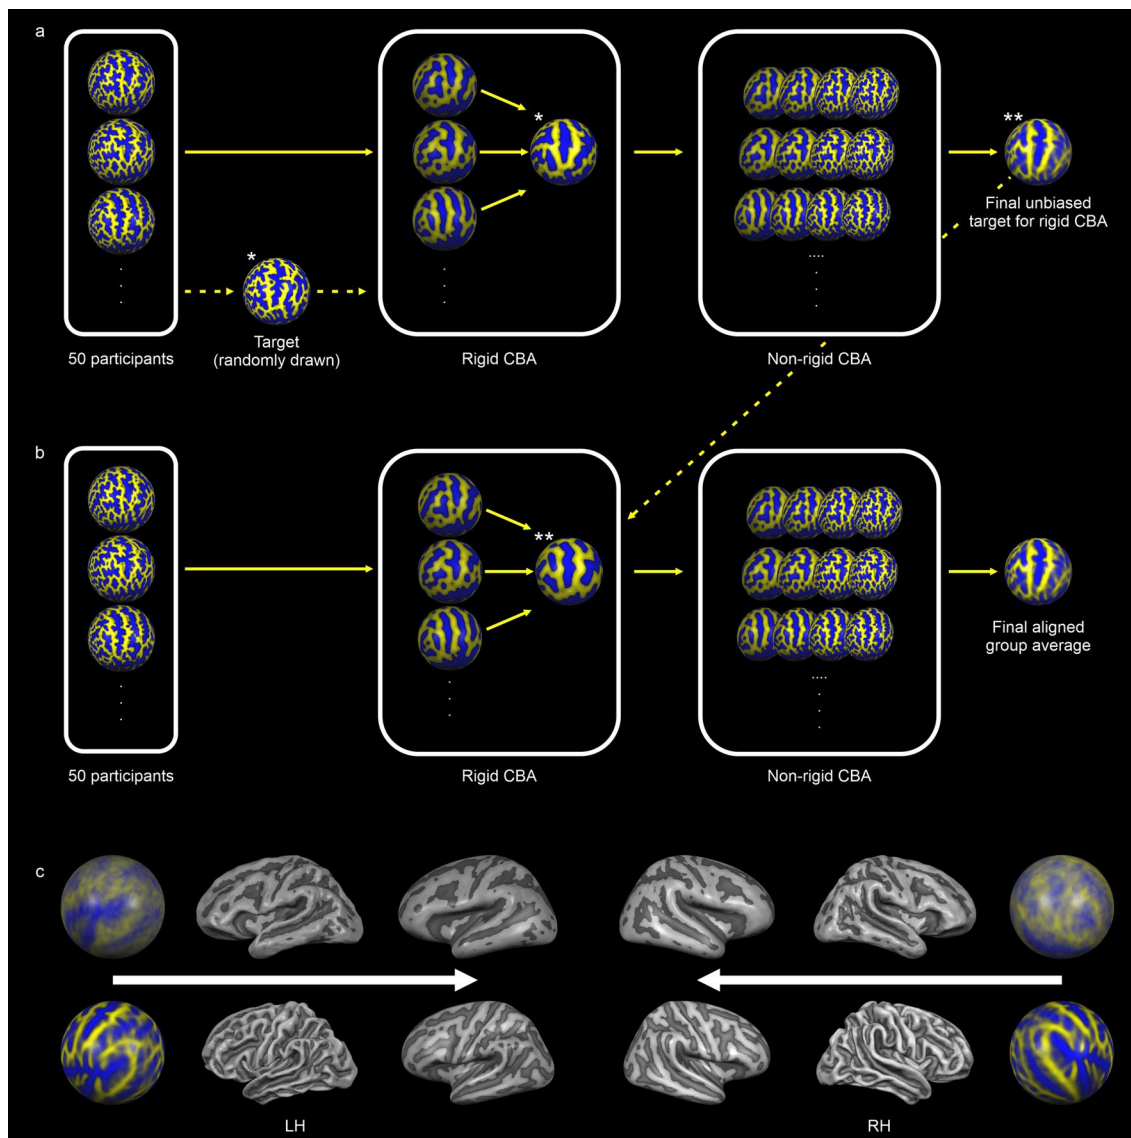 a
*
**
Final unbiased
target for rigid CBA
*
Target
(randomly drawn)
50 participants
Rigid CBA
Non-rigid CBA
b
**
Final aligned
group average
50 participants
Rigid CBA
Non-rigid CBA
c
LH
RH